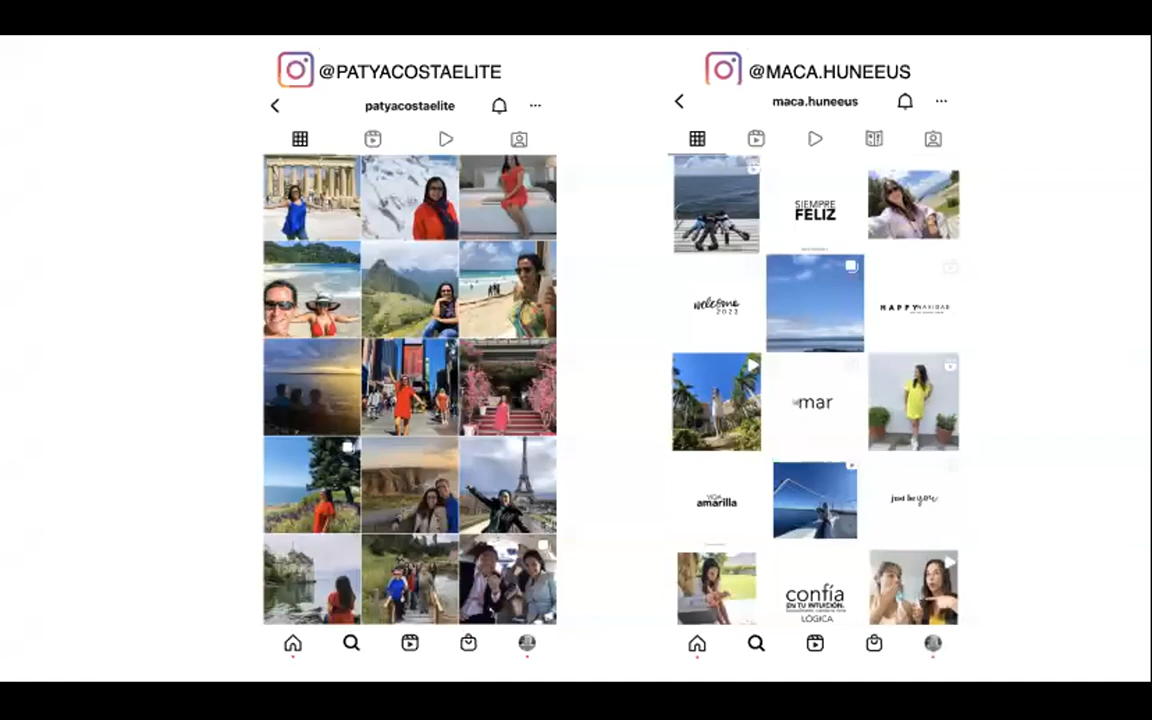 @PATYACOSTAELITE
patyacostaelite
@MACA.HUNEEUS
maca.huneeus
SIEMPRE
FELIZ
welcome
2023
HAPPY NAVIDAD
mar
VIDA
amarilla
just be you
confía
EN TU INTUICIÓN.
LÓGICA